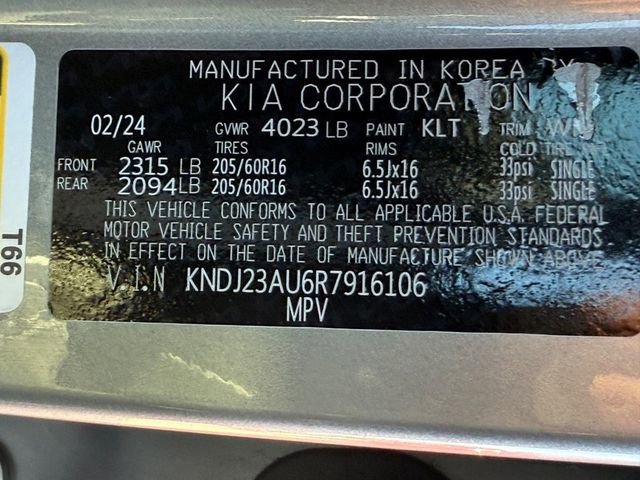 MANUFACTURED IN KOREA BY
KIA CORPORATION
02/24 GVWR 4023 LB PAINT KLT TRIM
GAWR TIRES RIMS COLD TIRE
FRONT 2315 LB 205/60R16 6.5Jx16 33psi SINGLE
REAR 2094 LB 205/60R16 6.5Jx16 33psi SINGLE
THIS VEHICLE CONFORMS TO ALL APPLICABLE U.S.A. FEDERAL
MOTOR VEHICLE SAFETY AND THEFT PREVENTION STANDARDS
IN EFFECT ON THE DATE OF MANUFACTURE SHOWN ABOVE
V.I.N KNDJ23AU6R7916106
MPV
T66